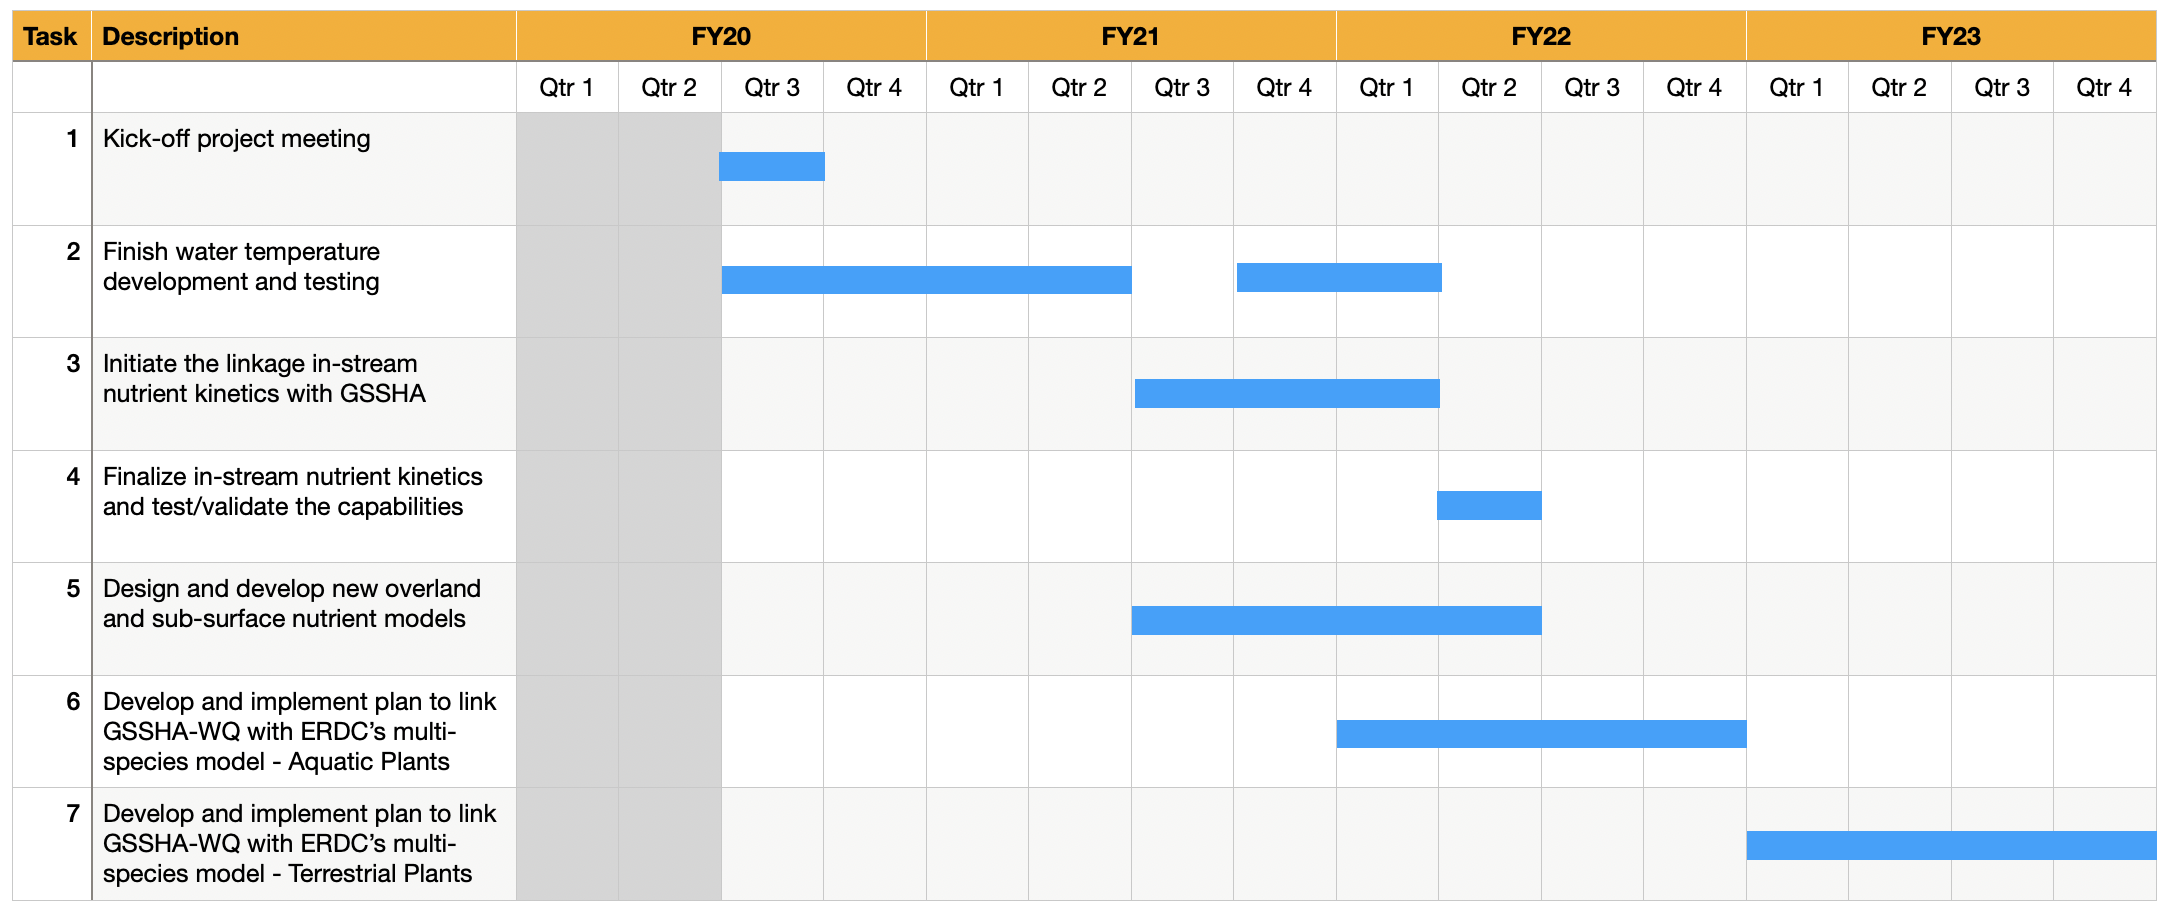 Task Description FY20 FY21 FY22 FY23
Qtr 1 Qtr 2 Qtr 3 Qtr 4 Qtr 1 Qtr 2 Qtr 3 Qtr 4 Qtr 1 Qtr 2 Qtr 3 Qtr 4 Qtr 1 Qtr 2 Qtr 3 Qtr 4
1 Kick-off project meeting
2 Finish water temperature
development and testing
3 Initiate the linkage in-stream
nutrient kinetics with GSSHA
4 Finalize in-stream nutrient kinetics
and test/validate the capabilities
5 Design and develop new overland
and sub-surface nutrient models
6 Develop and implement plan to link
GSSHA-WQ with ERDC’s multi-
species model - Aquatic Plants
7 Develop and implement plan to link
GSSHA-WQ with ERDC’s multi-
species model - Terrestrial Plants